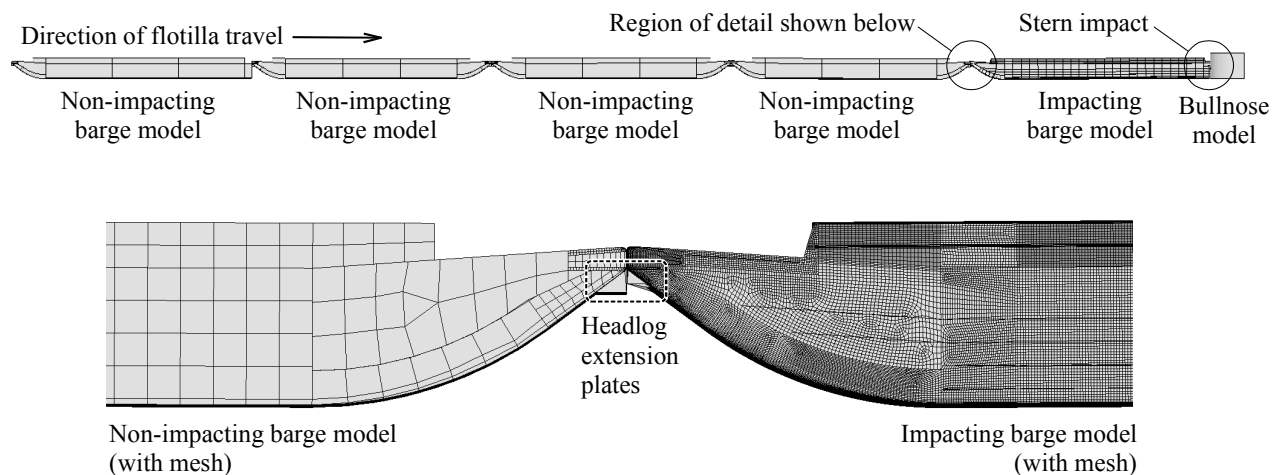 Direction of flotilla travel
Region of detail shown below
Stern impact
Non-impacting
barge model
Non-impacting
barge model
Non-impacting
barge model
Non-impacting
barge model
Impacting
barge model
Bullnose
model
Headlog
extension
plates
Non-impacting barge model
(with mesh)
Impacting barge model
(with mesh)